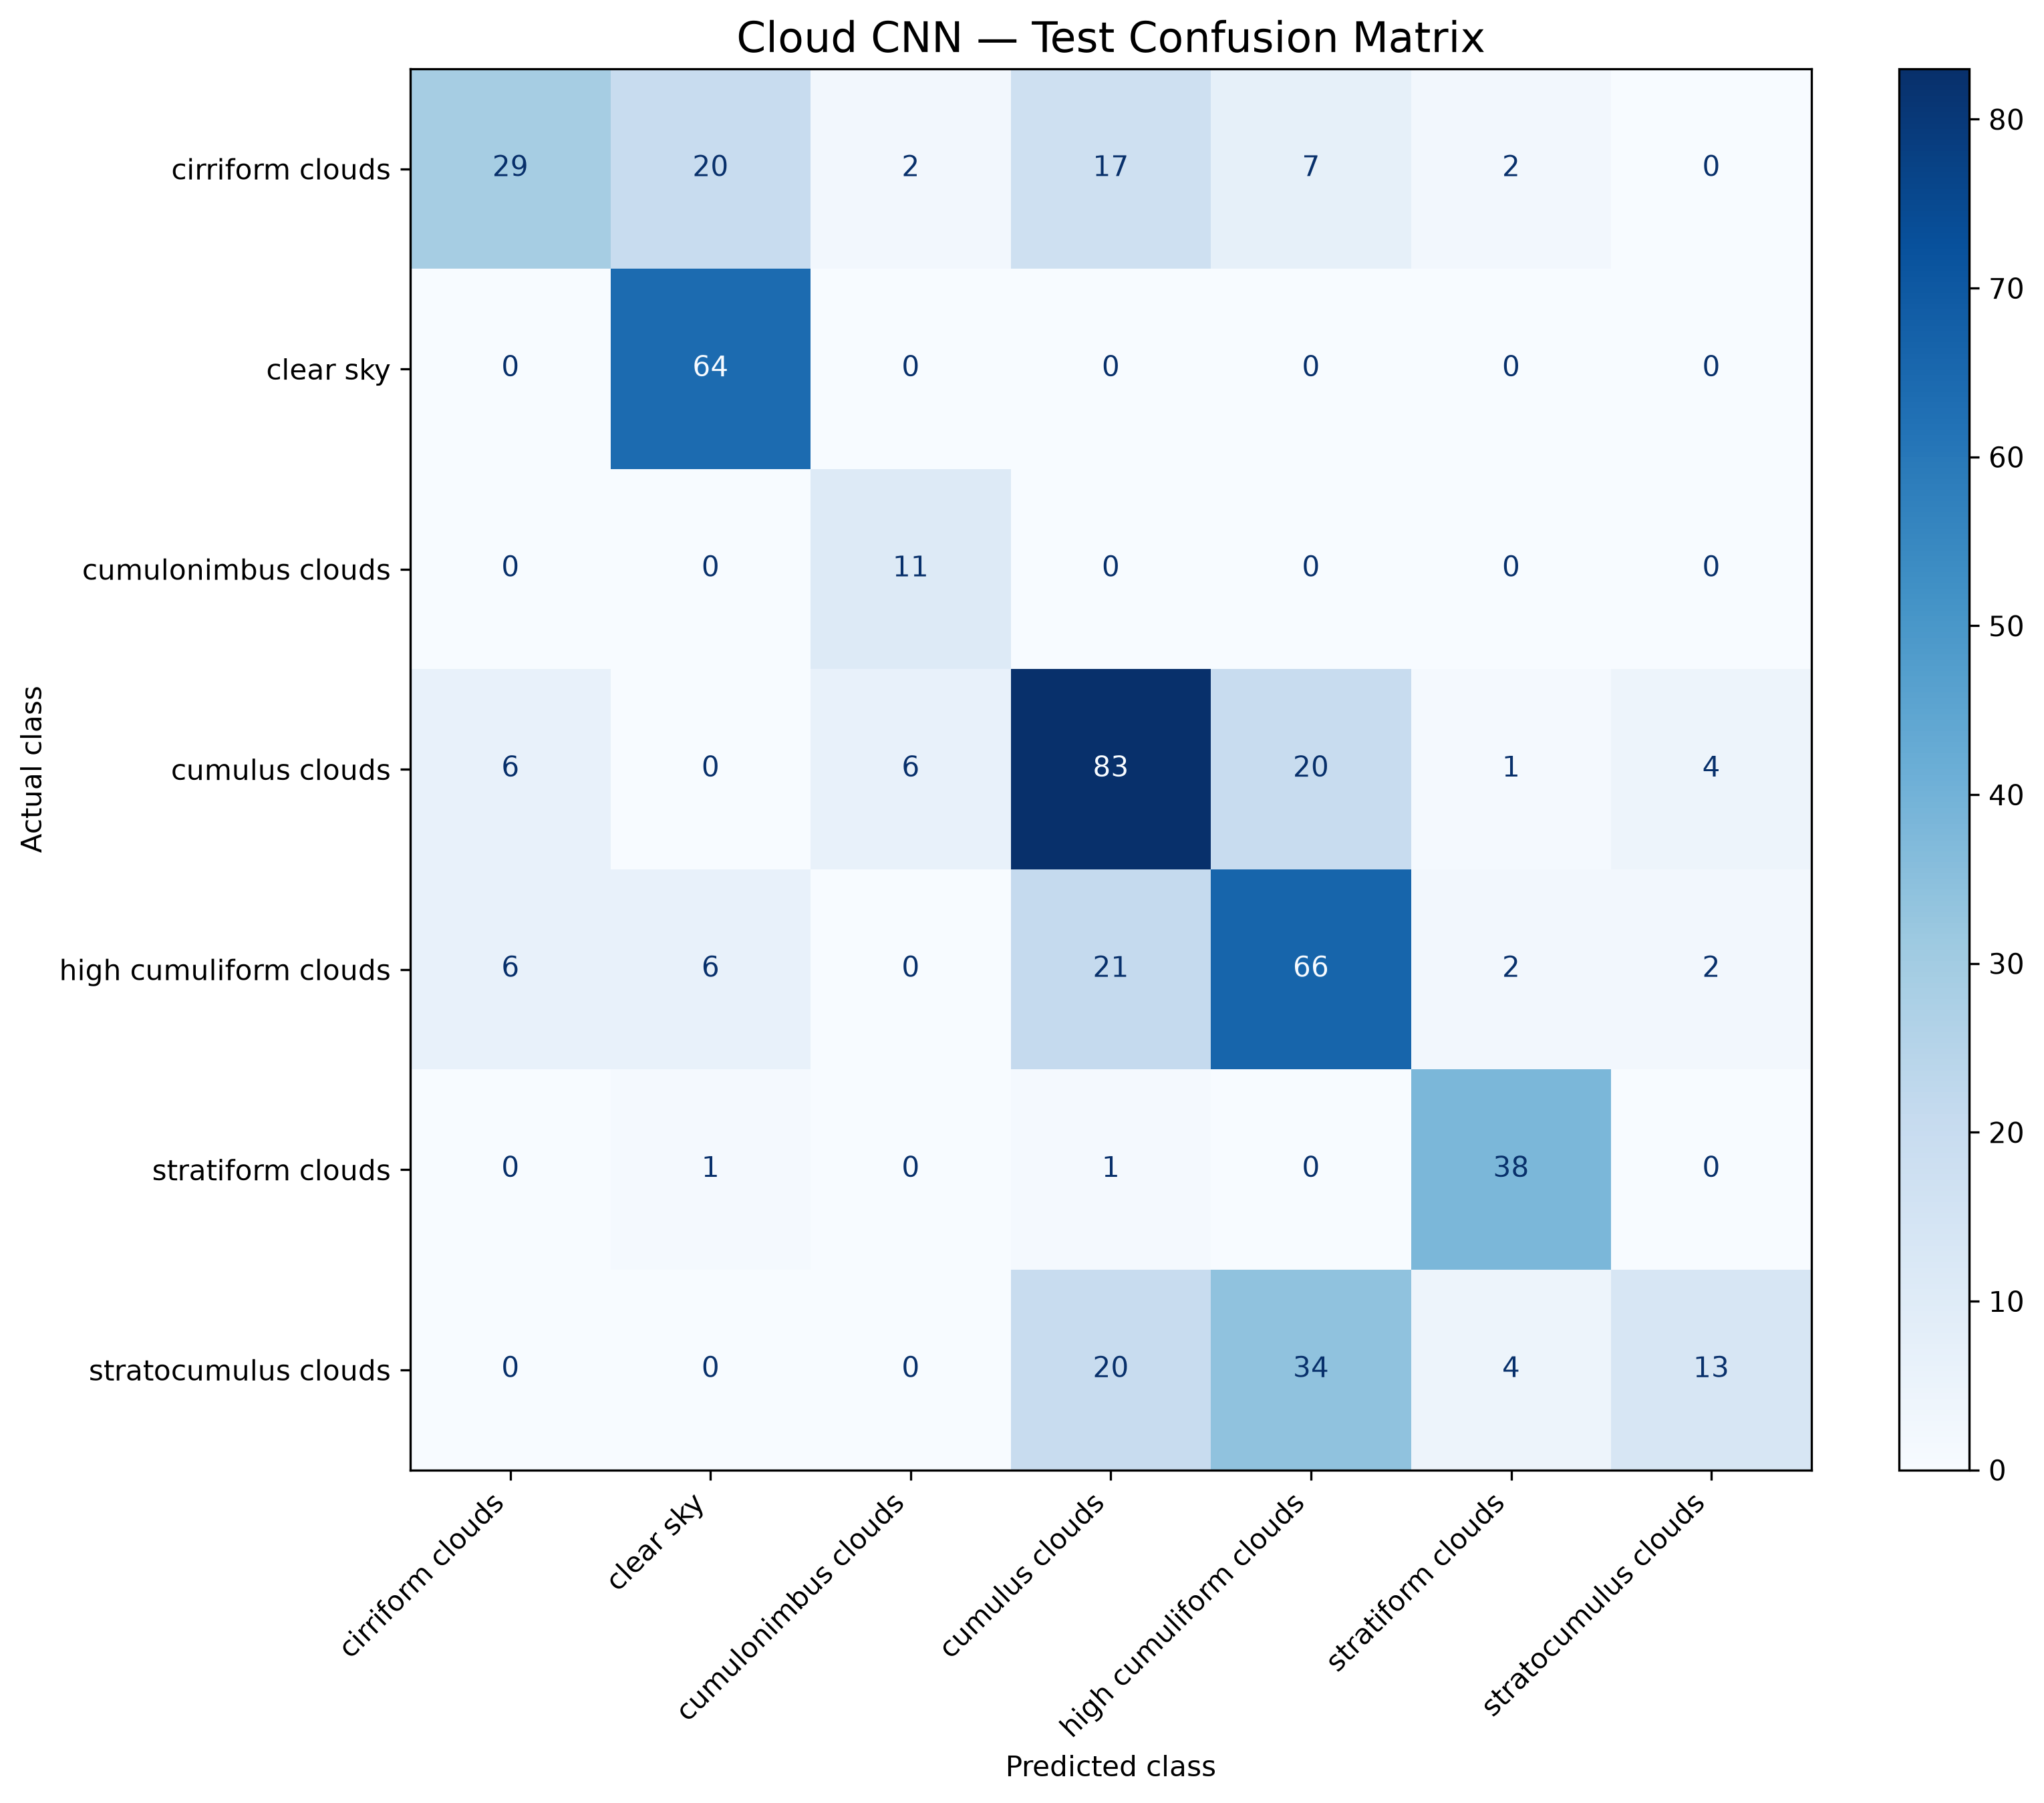 Cloud CNN — Test Confusion Matrix
Actual class
cirriform clouds 29 20 2 17 7 2 0
clear sky 0 64 0 0 0 0 0
cumulonimbus clouds 0 0 11 0 0 0 0
cumulus clouds 6 0 6 83 20 1 4
high cumuliform clouds 6 6 0 21 66 2 2
stratiform clouds 0 1 0 1 0 38 0
stratocumulus clouds 0 0 0 20 34 4 13
cirriform clouds
clear sky
cumulonimbus clouds
cumulus clouds
high cumuliform clouds
stratiform clouds
stratocumulus clouds
Predicted class
80
70
60
50
40
30
20
10
0